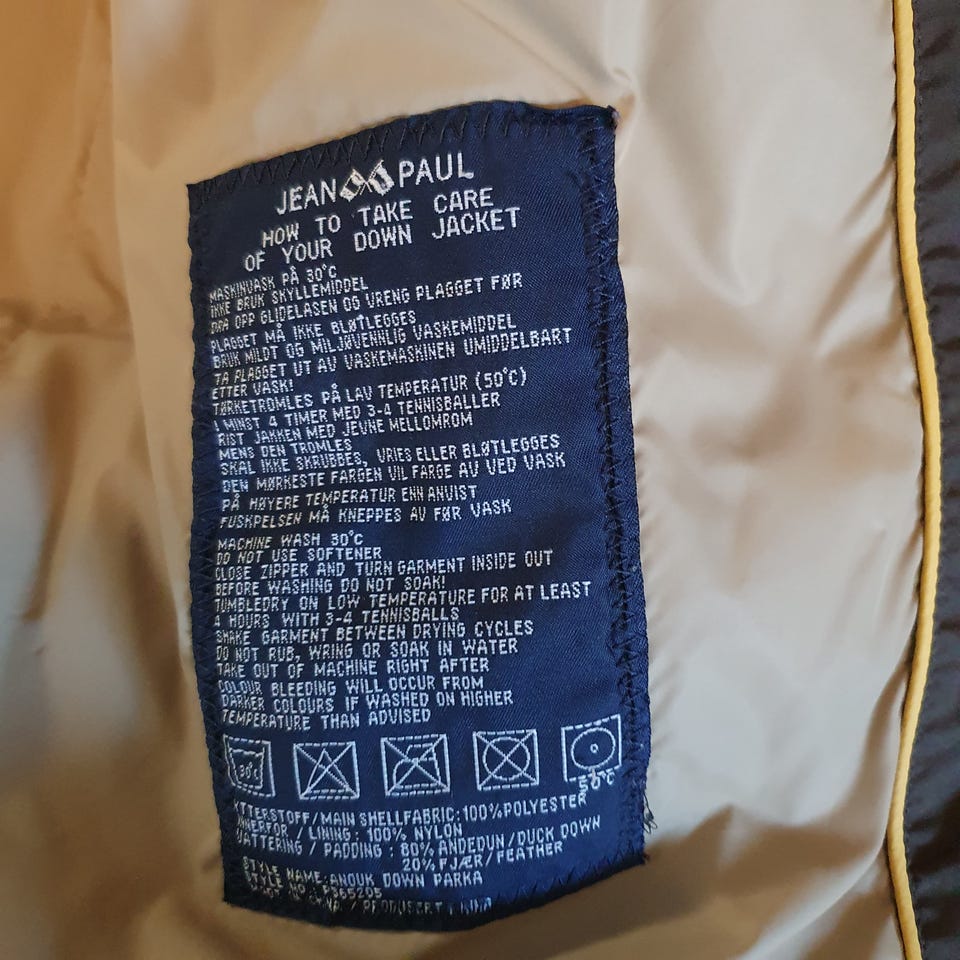 JEAN PAUL
HOW TO TAKE CARE
OF YOUR DOWN JACKET
MASKINVASK PÅ 30°C
IKKE BRUK SKYLLEMIDDEL
DRA OPP GLIDELÅSEN OG VRENG PLAGGET FØR
PLAGGET MÅ IKKE BLØTLEGGES
BRUK MILDT OG MILJØVENNLIG VASKEMIDDEL
TA PLAGGET UT AV VASKEMASKINEN UMIDDELBART
ETTER VASK!
TØRKETROMLES PÅ LAV TEMPERATUR (50°C)
I MINST 4 TIMER MED 3-4 TENNISBALLER
RIST JAKKEN MED JEVNE MELLOMROM
MENS DEN TROMLES
SKAL IKKE SKRUBBES, VRIES ELLER BLØTLEGGES
DEN MØRKESTE FARGEN VIL FARGE AV VED VASK
PÅ HØYERE TEMPERATUR ENN ANVIST
FUSKPELSEN MÅ KNEPPES AV FØR VASK
MACHINE WASH 30°C
DO NOT USE SOFTENER
CLOSE ZIPPER AND TURN GARMENT INSIDE OUT
BEFORE WASHING DO NOT SOAK!
TUMBLEDRY ON LOW TEMPERATURE FOR AT LEAST
4 HOURS WITH 3-4 TENNISBALLS
SHAKE GARMENT BETWEEN DRYING CYCLES
DO NOT RUB, WRING OR SOAK IN WATER
TAKE OUT OF MACHINE RIGHT AFTER
COLOUR BLEEDING WILL OCCUR FROM
DARKER COLOURS IF WASHED ON HIGHER
TEMPERATURE THAN ADVISED
30°C
50°C
YTTERSTOFF/MAIN SHELLFABRIC: 100% POLYESTER
INNERFOR / LINING: 100% NYLON
VATTERING / PADDING : 80% ANDEDUN/DUCK DOWN
20% FJÆR/FEATHER
STYLE NAME: ANOUK DOWN PARKA
STYLE NO.: P365205
/ PRODUSERT I KINA